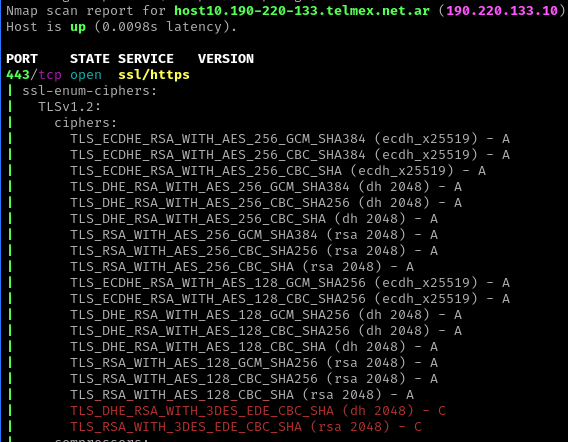 Nmap scan report for host10.190-220-133.telmex.net.ar (190.220.133.10)
Host is up (0.0098s latency).
PORT STATE SERVICE VERSION
443/tcp open ssl/https
| ssl-enum-ciphers:
| TLSv1.2:
| ciphers:
| TLS_ECDHE_RSA_WITH_AES_256_GCM_SHA384 (ecdh_x25519) - A
| TLS_ECDHE_RSA_WITH_AES_256_CBC_SHA384 (ecdh_x25519) - A
| TLS_ECDHE_RSA_WITH_AES_256_CBC_SHA (ecdh_x25519) - A
| TLS_DHE_RSA_WITH_AES_256_GCM_SHA384 (dh 2048) - A
| TLS_DHE_RSA_WITH_AES_256_CBC_SHA256 (dh 2048) - A
| TLS_DHE_RSA_WITH_AES_256_CBC_SHA (dh 2048) - A
| TLS_RSA_WITH_AES_256_GCM_SHA384 (rsa 2048) - A
| TLS_RSA_WITH_AES_256_CBC_SHA256 (rsa 2048) - A
| TLS_RSA_WITH_AES_256_CBC_SHA (rsa 2048) - A
| TLS_ECDHE_RSA_WITH_AES_128_GCM_SHA256 (ecdh_x25519) - A
| TLS_ECDHE_RSA_WITH_AES_128_CBC_SHA256 (ecdh_x25519) - A
| TLS_DHE_RSA_WITH_AES_128_GCM_SHA256 (dh 2048) - A
| TLS_DHE_RSA_WITH_AES_128_CBC_SHA256 (dh 2048) - A
| TLS_DHE_RSA_WITH_AES_128_CBC_SHA (dh 2048) - A
| TLS_RSA_WITH_AES_128_GCM_SHA256 (rsa 2048) - A
| TLS_RSA_WITH_AES_128_CBC_SHA256 (rsa 2048) - A
| TLS_RSA_WITH_AES_128_CBC_SHA (rsa 2048) - A
| TLS_DHE_RSA_WITH_3DES_EDE_CBC_SHA (dh 2048) - C
| TLS_RSA_WITH_3DES_EDE_CBC_SHA (rsa 2048) - C
| compressors: